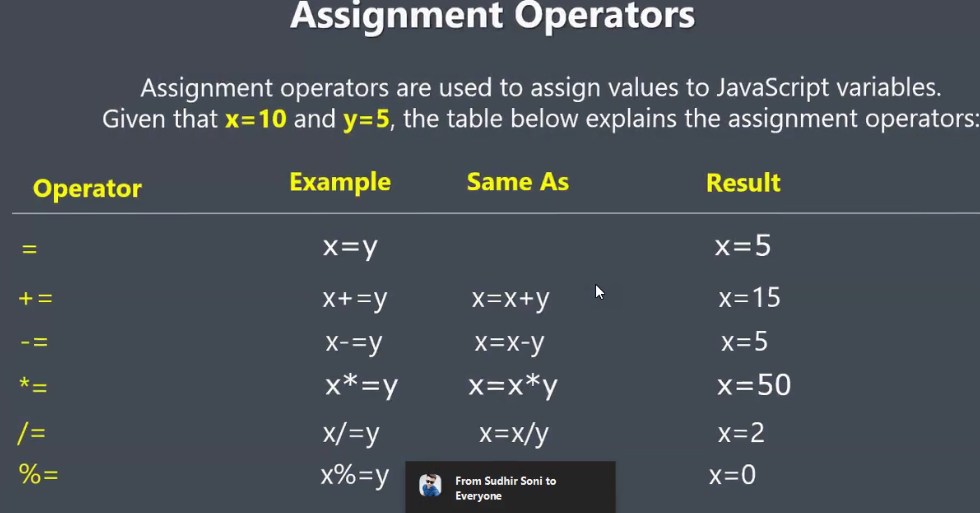 Assignment Operators
Assignment operators are used to assign values to JavaScript variables.
Given that x=10 and y=5, the table below explains the assignment operators:
Operator Example Same As Result
= x=y x=5
+= x+=y x=x+y x=15
-= x-=y x=x-y x=5
*= x*=y x=x*y x=50
/= x/=y x=x/y x=2
%= x%=y x=0
From Sudhir Soni to
Everyone